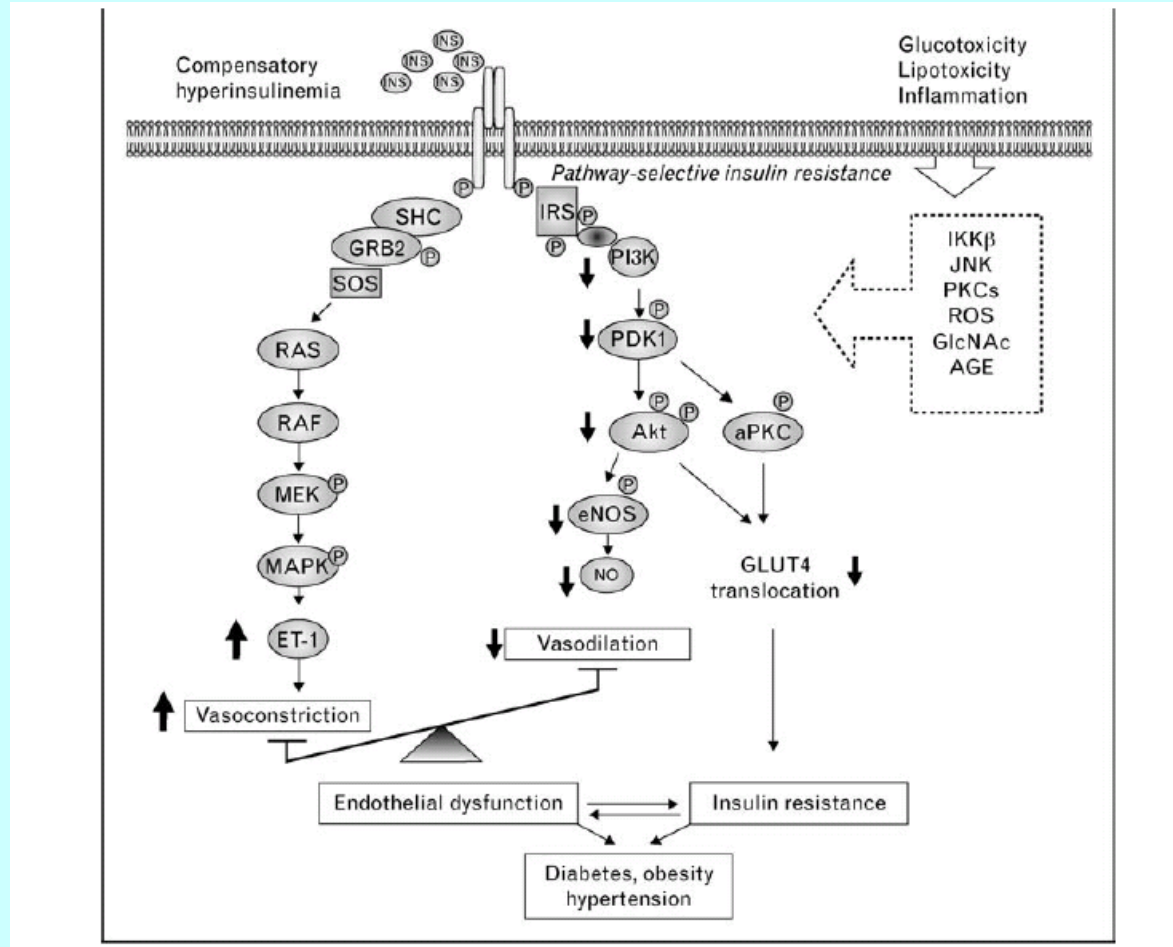 Compensatory
hyperinsulinemia
INS
INS
INS
INS
INS
Glucotoxicity
Lipotoxicity
Inflammation
Pathway-selective insulin resistance
P
P
SHC
GRB2
P
SOS
RAS
RAF
MEK
P
MAPK
P
ET-1
Vasoconstriction
IRS
P
P
PI3K
P
PDK1
P
P
Akt
P
aPKC
P
eNOS
NO
GLUT4
translocation
Vasodilation
IKKβ
JNK
PKCs
ROS
GlcNAc
AGE
Endothelial dysfunction
Insulin resistance
Diabetes, obesity
hypertension